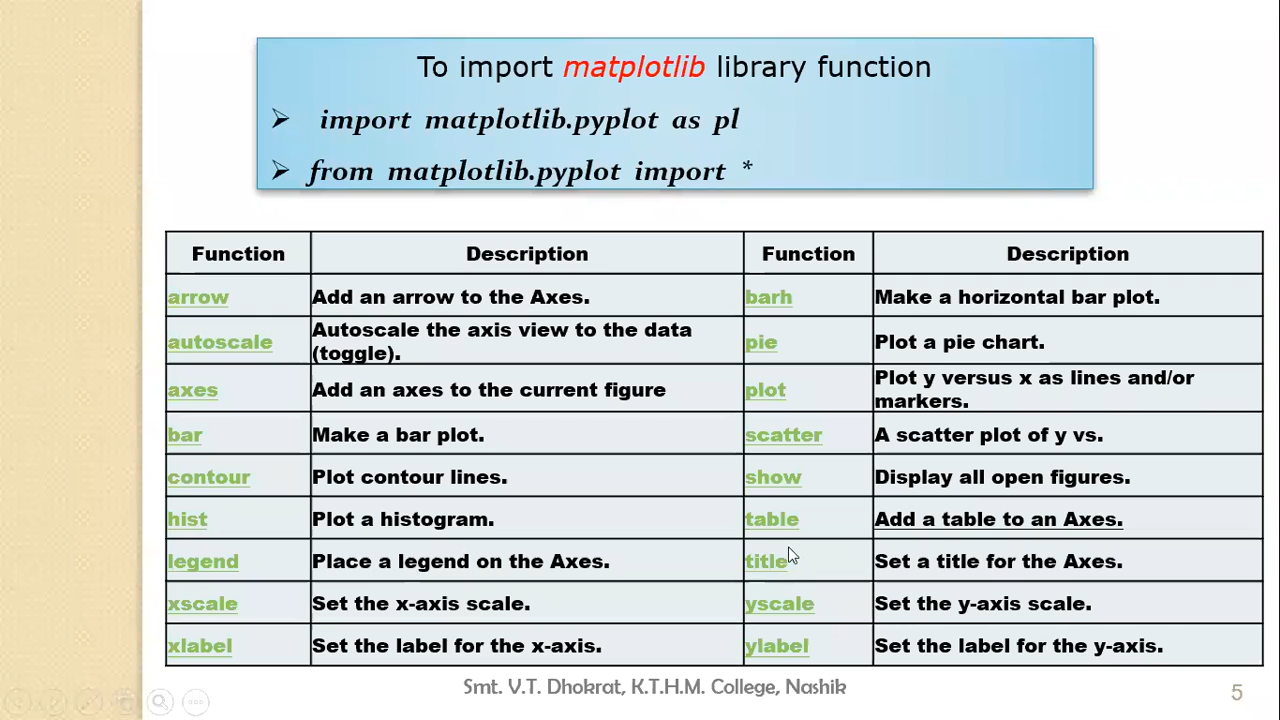 To import matplotlib library function
➢ import matplotlib.pyplot as pl
➢ from matplotlib.pyplot import *
Function Description Function Description
arrow Add an arrow to the Axes. barh Make a horizontal bar plot.
autoscale Autoscale the axis view to the data
(toggle). pie Plot a pie chart.
axes Add an axes to the current figure plot Plot y versus x as lines and/or
markers.
bar Make a bar plot. scatter A scatter plot of y vs.
contour Plot contour lines. show Display all open figures.
hist Plot a histogram. table Add a table to an Axes.
legend Place a legend on the Axes. title Set a title for the Axes.
xscale Set the x-axis scale. yscale Set the y-axis scale.
xlabel Set the label for the x-axis. ylabel Set the label for the y-axis.
Smt. V.T. Dhokrat, K.T.H.M. College, Nashik
5